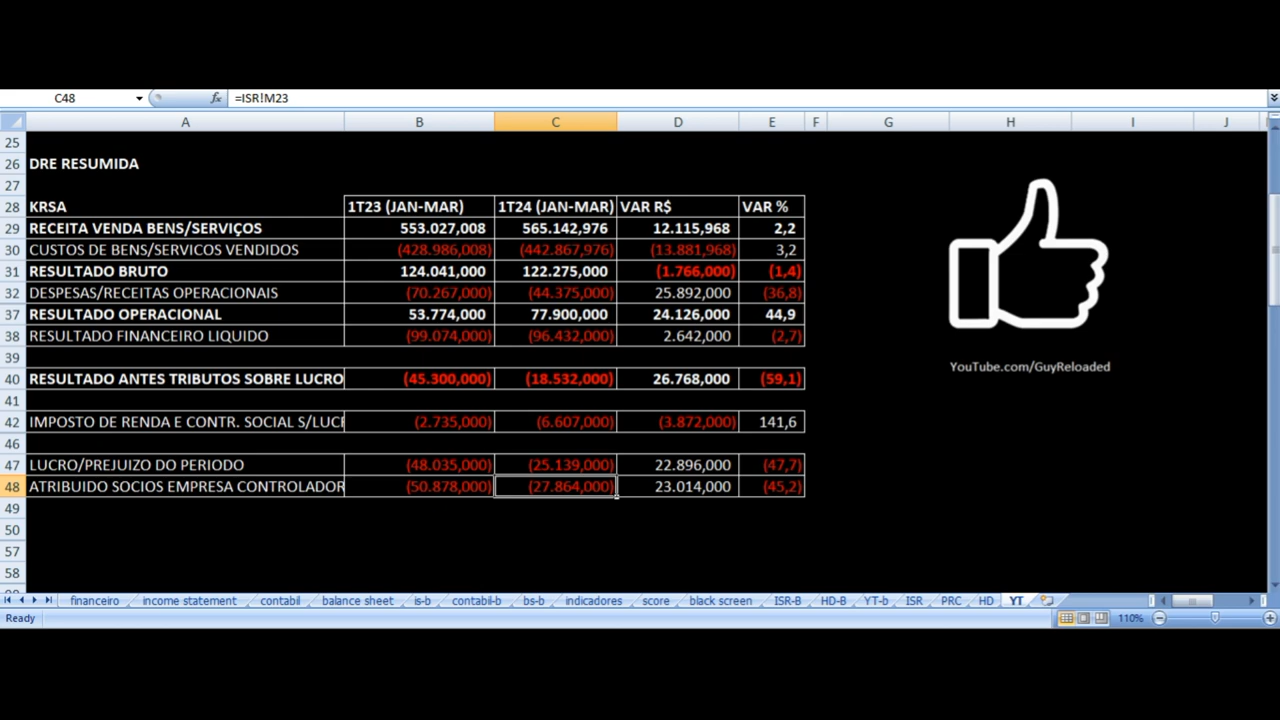 C48 fx =ISR!M23
A B C D E F G H I J
25
26 DRE RESUMIDA
27
28 KRSA 1T23 (JAN-MAR) 1T24 (JAN-MAR) VAR R$ VAR %
29 RECEITA VENDA BENS/SERVIÇOS 553.027,008 565.142,976 12.115,968 2,2
30 CUSTOS DE BENS/SERVICOS VENDIDOS (428.986,008) (442.867,976) (13.881,968) 3,2
31 RESULTADO BRUTO 124.041,000 122.275,000 (1.766,000) (1,4)
32 DESPESAS/RECEITAS OPERACIONAIS (70.267,000) (44.375,000) 25.892,000 (36,8)
37 RESULTADO OPERACIONAL 53.774,000 77.900,000 24.126,000 44,9
38 RESULTADO FINANCEIRO LIQUIDO (99.074,000) (96.432,000) 2.642,000 (2,7)
39
40 RESULTADO ANTES TRIBUTOS SOBRE LUCRO (45.300,000) (18.532,000) 26.768,000 (59,1)
41
42 IMPOSTO DE RENDA E CONTR. SOCIAL S/LUCR (2.735,000) (6.607,000) (3.872,000) 141,6
46
47 LUCRO/PREJUIZO DO PERIODO (48.035,000) (25.139,000) 22.896,000 (47,7)
48 ATRIBUIDO SOCIOS EMPRESA CONTROLADOR (50.878,000) (27.864,000) 23.014,000 (45,2)
49
50
57
58
YouTube.com/GuyReloaded
financeiro income statement contabil balance sheet is-b contabil-b bs-b indicadores score black screen ISR-B HD-B YT-b ISR PRC HD YT
Ready 110%